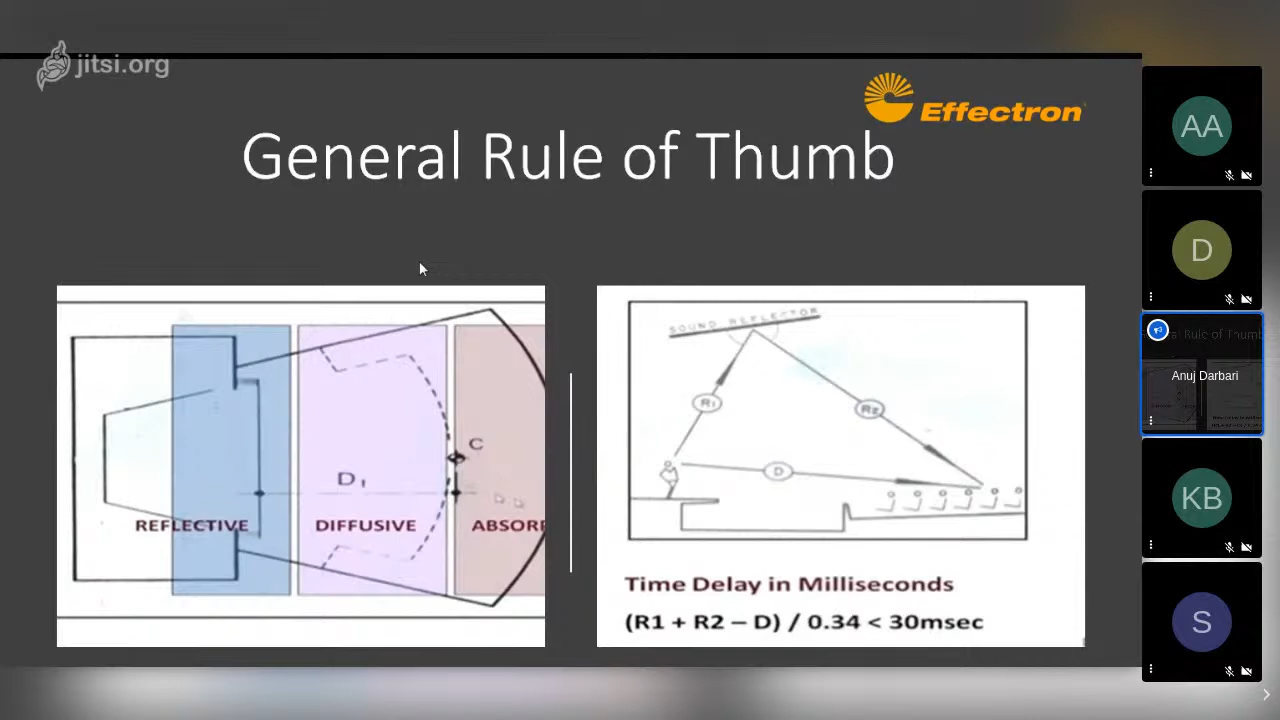 jitsi.org
Effectron
General Rule of Thumb
C
D1
REFLECTIVE
DIFFUSIVE
SOUND REFLECTOR
R1
R2
D
Time Delay in Milliseconds
(R1 + R2 – D) / 0.34 < 30msec
AA
D
Anuj Darbari
KB
S